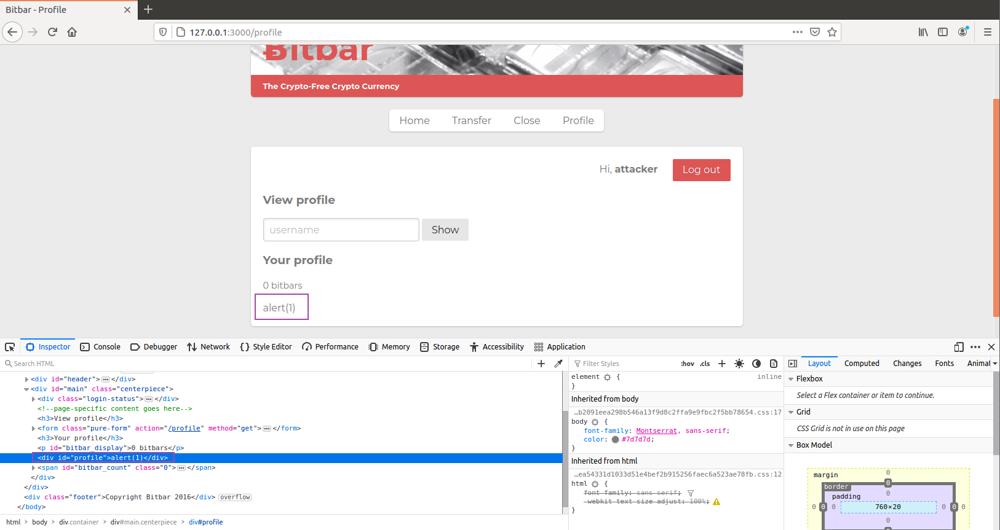 Bitbar - Profile
127.0.0.1:3000/profile
Bitbar
The Crypto-Free Crypto Currency
Home Transfer Close Profile
Hi, attacker Log out
View profile
username Show
Your profile
0 bitbars
alert(1)
Inspector Console Debugger Network Style Editor Performance Memory Storage Accessibility Application
Search HTML
<div id="header"></div>
<div id="main" class="centerpiece">
<div class="login-status"></div>
<!--page-specific content goes here-->
<h3>View profile</h3>
<form class="pure-form" action="/profile" method="get"></form>
<h3>Your profile</h3>
<p id="bitbar_display">0 bitbars</p>
<div id="profile">alert(1)</div>
<span id="bitbar_count" class="0"></span>
</div>
</div>
<div class="footer">Copyright Bitbar 2016</div> overflow
</body>
html body div.container div#main.centerpiece div#profile
Filter Styles :hov .cls
element { inline
}
Inherited from body
…b2091eea298b546a13f9d8c2ffa9e9fbc2f5bb78654.css:17
body {
font-family: Montserrat, sans-serif;
color: #7d7d7d;
}
Inherited from html
…ea54331d1033d51e4bef2b915256faec6a523ae78fb.css:12
html {
font-family: sans-serif;
-webkit-text-size-adjust: 100%;
}
Layout Computed Changes Fonts Animal
Flexbox
Select a Flex container or item to continue.
Grid
CSS Grid is not in use on this page
Box Model
margin 0
border 0
padding 0
0 0 0 760×20 0 0 0
0